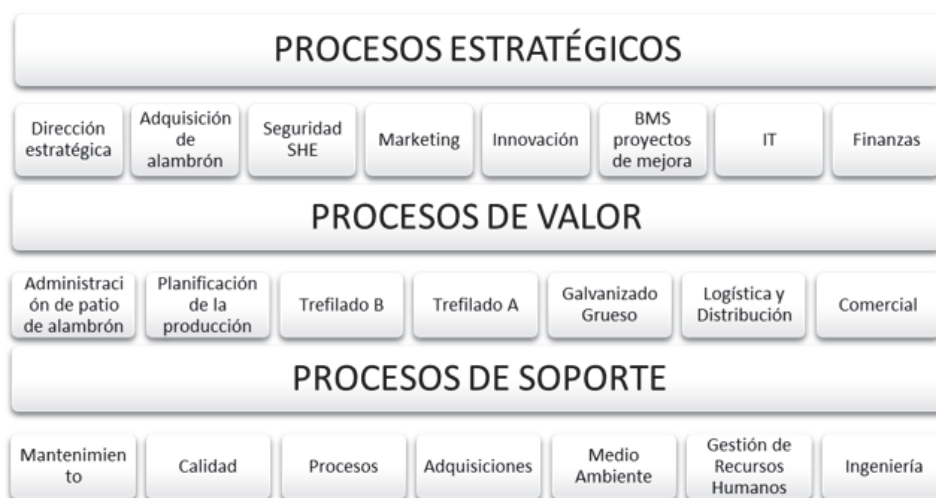 PROCESOS ESTRATÉGICOS
Dirección
estratégica
Adquisición
de
alambrón
Seguridad
SHE
Marketing
Innovación
BMS
proyectos
de mejora
IT
Finanzas
PROCESOS DE VALOR
Administraci
ón de patio
de alambrón
Planificación
de la
producción
Trefilado B
Trefilado A
Galvanizado
Grueso
Logística y
Distribución
Comercial
PROCESOS DE SOPORTE
Mantenimien
to
Calidad
Procesos
Adquisiciones
Medio
Ambiente
Gestión de
Recursos
Humanos
Ingeniería